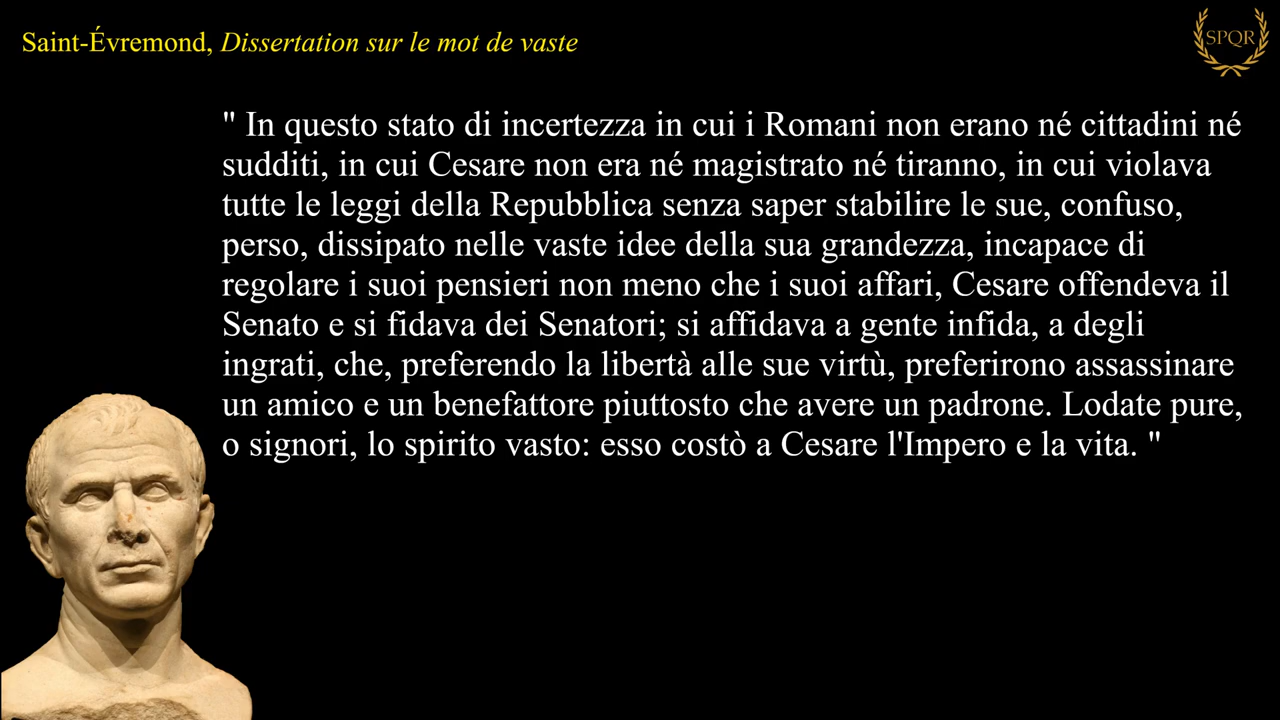 Saint-Évremond, Dissertation sur le mot de vaste
SPQR
" In questo stato di incertezza in cui i Romani non erano né cittadini né
sudditi, in cui Cesare non era né magistrato né tiranno, in cui violava
tutte le leggi della Repubblica senza saper stabilire le sue, confuso,
perso, dissipato nelle vaste idee della sua grandezza, incapace di
regolare i suoi pensieri non meno che i suoi affari, Cesare offendeva il
Senato e si fidava dei Senatori; si affidava a gente infida, a degli
ingrati, che, preferendo la libertà alle sue virtù, preferirono assassinare
un amico e un benefattore piuttosto che avere un padrone. Lodate pure,
o signori, lo spirito vasto: esso costò a Cesare l'Impero e la vita. "